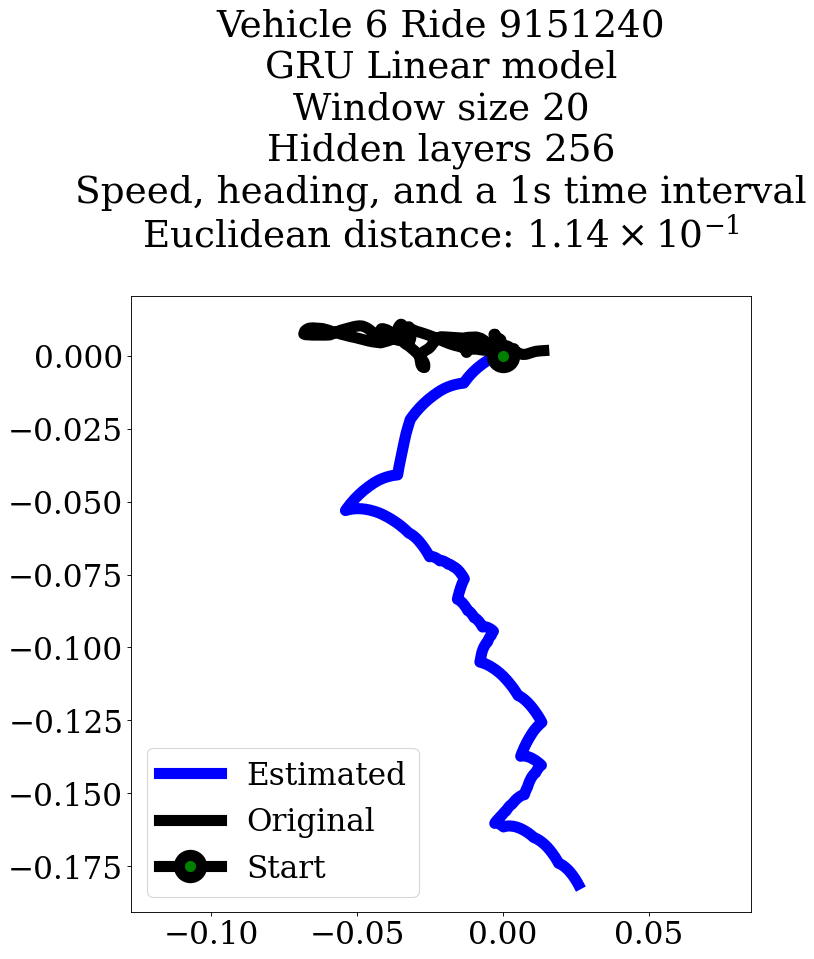 Vehicle 6 Ride 9151240
GRU Linear model
Window size 20
Hidden layers 256
Speed, heading, and a 1s time interval
Euclidean distance: 1.14 × 10⁻¹
0.000
−0.025
−0.050
−0.075
−0.100
−0.125
−0.150
−0.175
Estimated
Original
Start
−0.10
−0.05
0.00
0.05